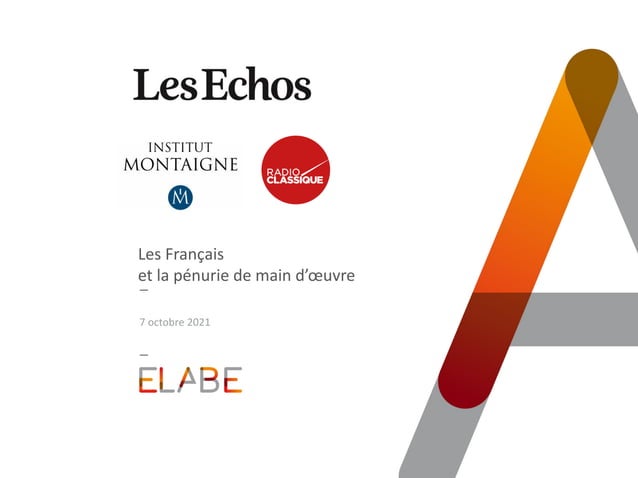 Les Echos
INSTITUT
MONTAIGNE
M
RADIO
CLASSIQUE
Les Français
et la pénurie de main d’œuvre
7 octobre 2021
ELABE